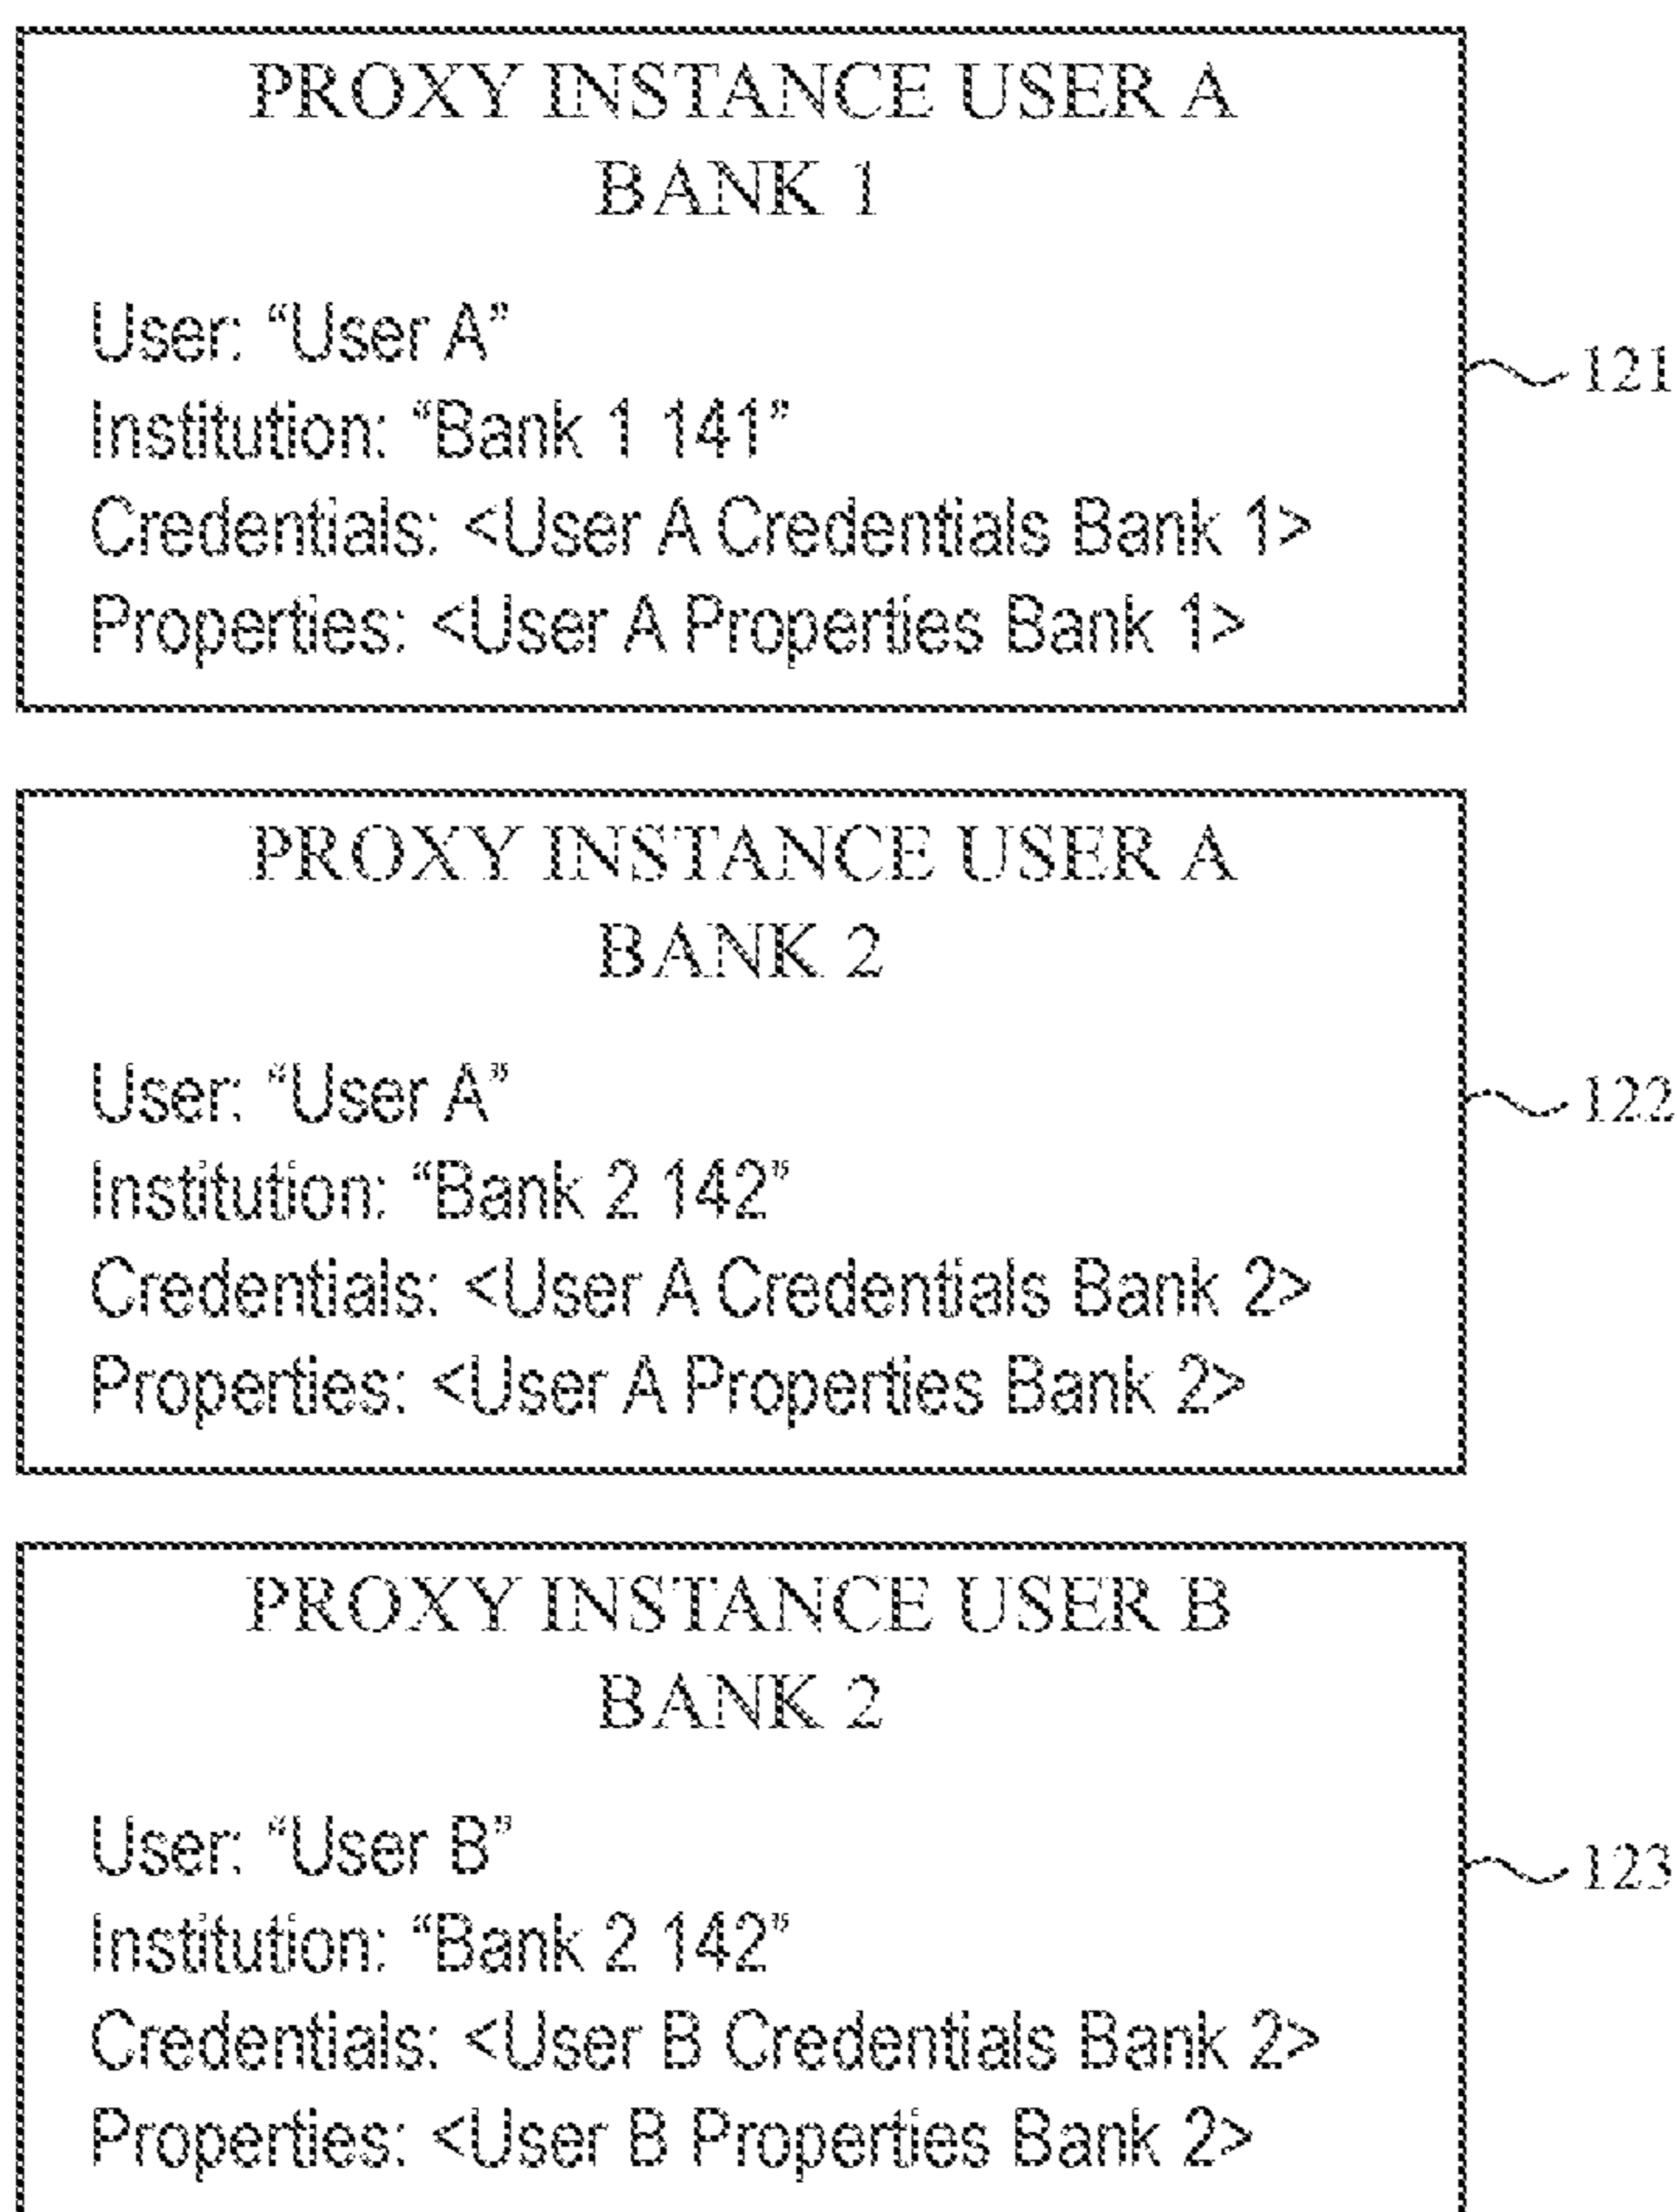 PROXY INSTANCE USER A
BANK 1
User: “User A”
Institution: “Bank 1 141”
Credentials: <User A Credentials Bank 1>
Properties: <User A Properties Bank 1>
121
PROXY INSTANCE USER A
BANK 2
User: “User A”
Institution: “Bank 2 142”
Credentials: <User A Credentials Bank 2>
Properties: <User A Properties Bank 2>
122
PROXY INSTANCE USER B
BANK 2
User: “User B”
Institution: “Bank 2 142”
Credentials: <User B Credentials Bank 2>
Properties: <User B Properties Bank 2>
123